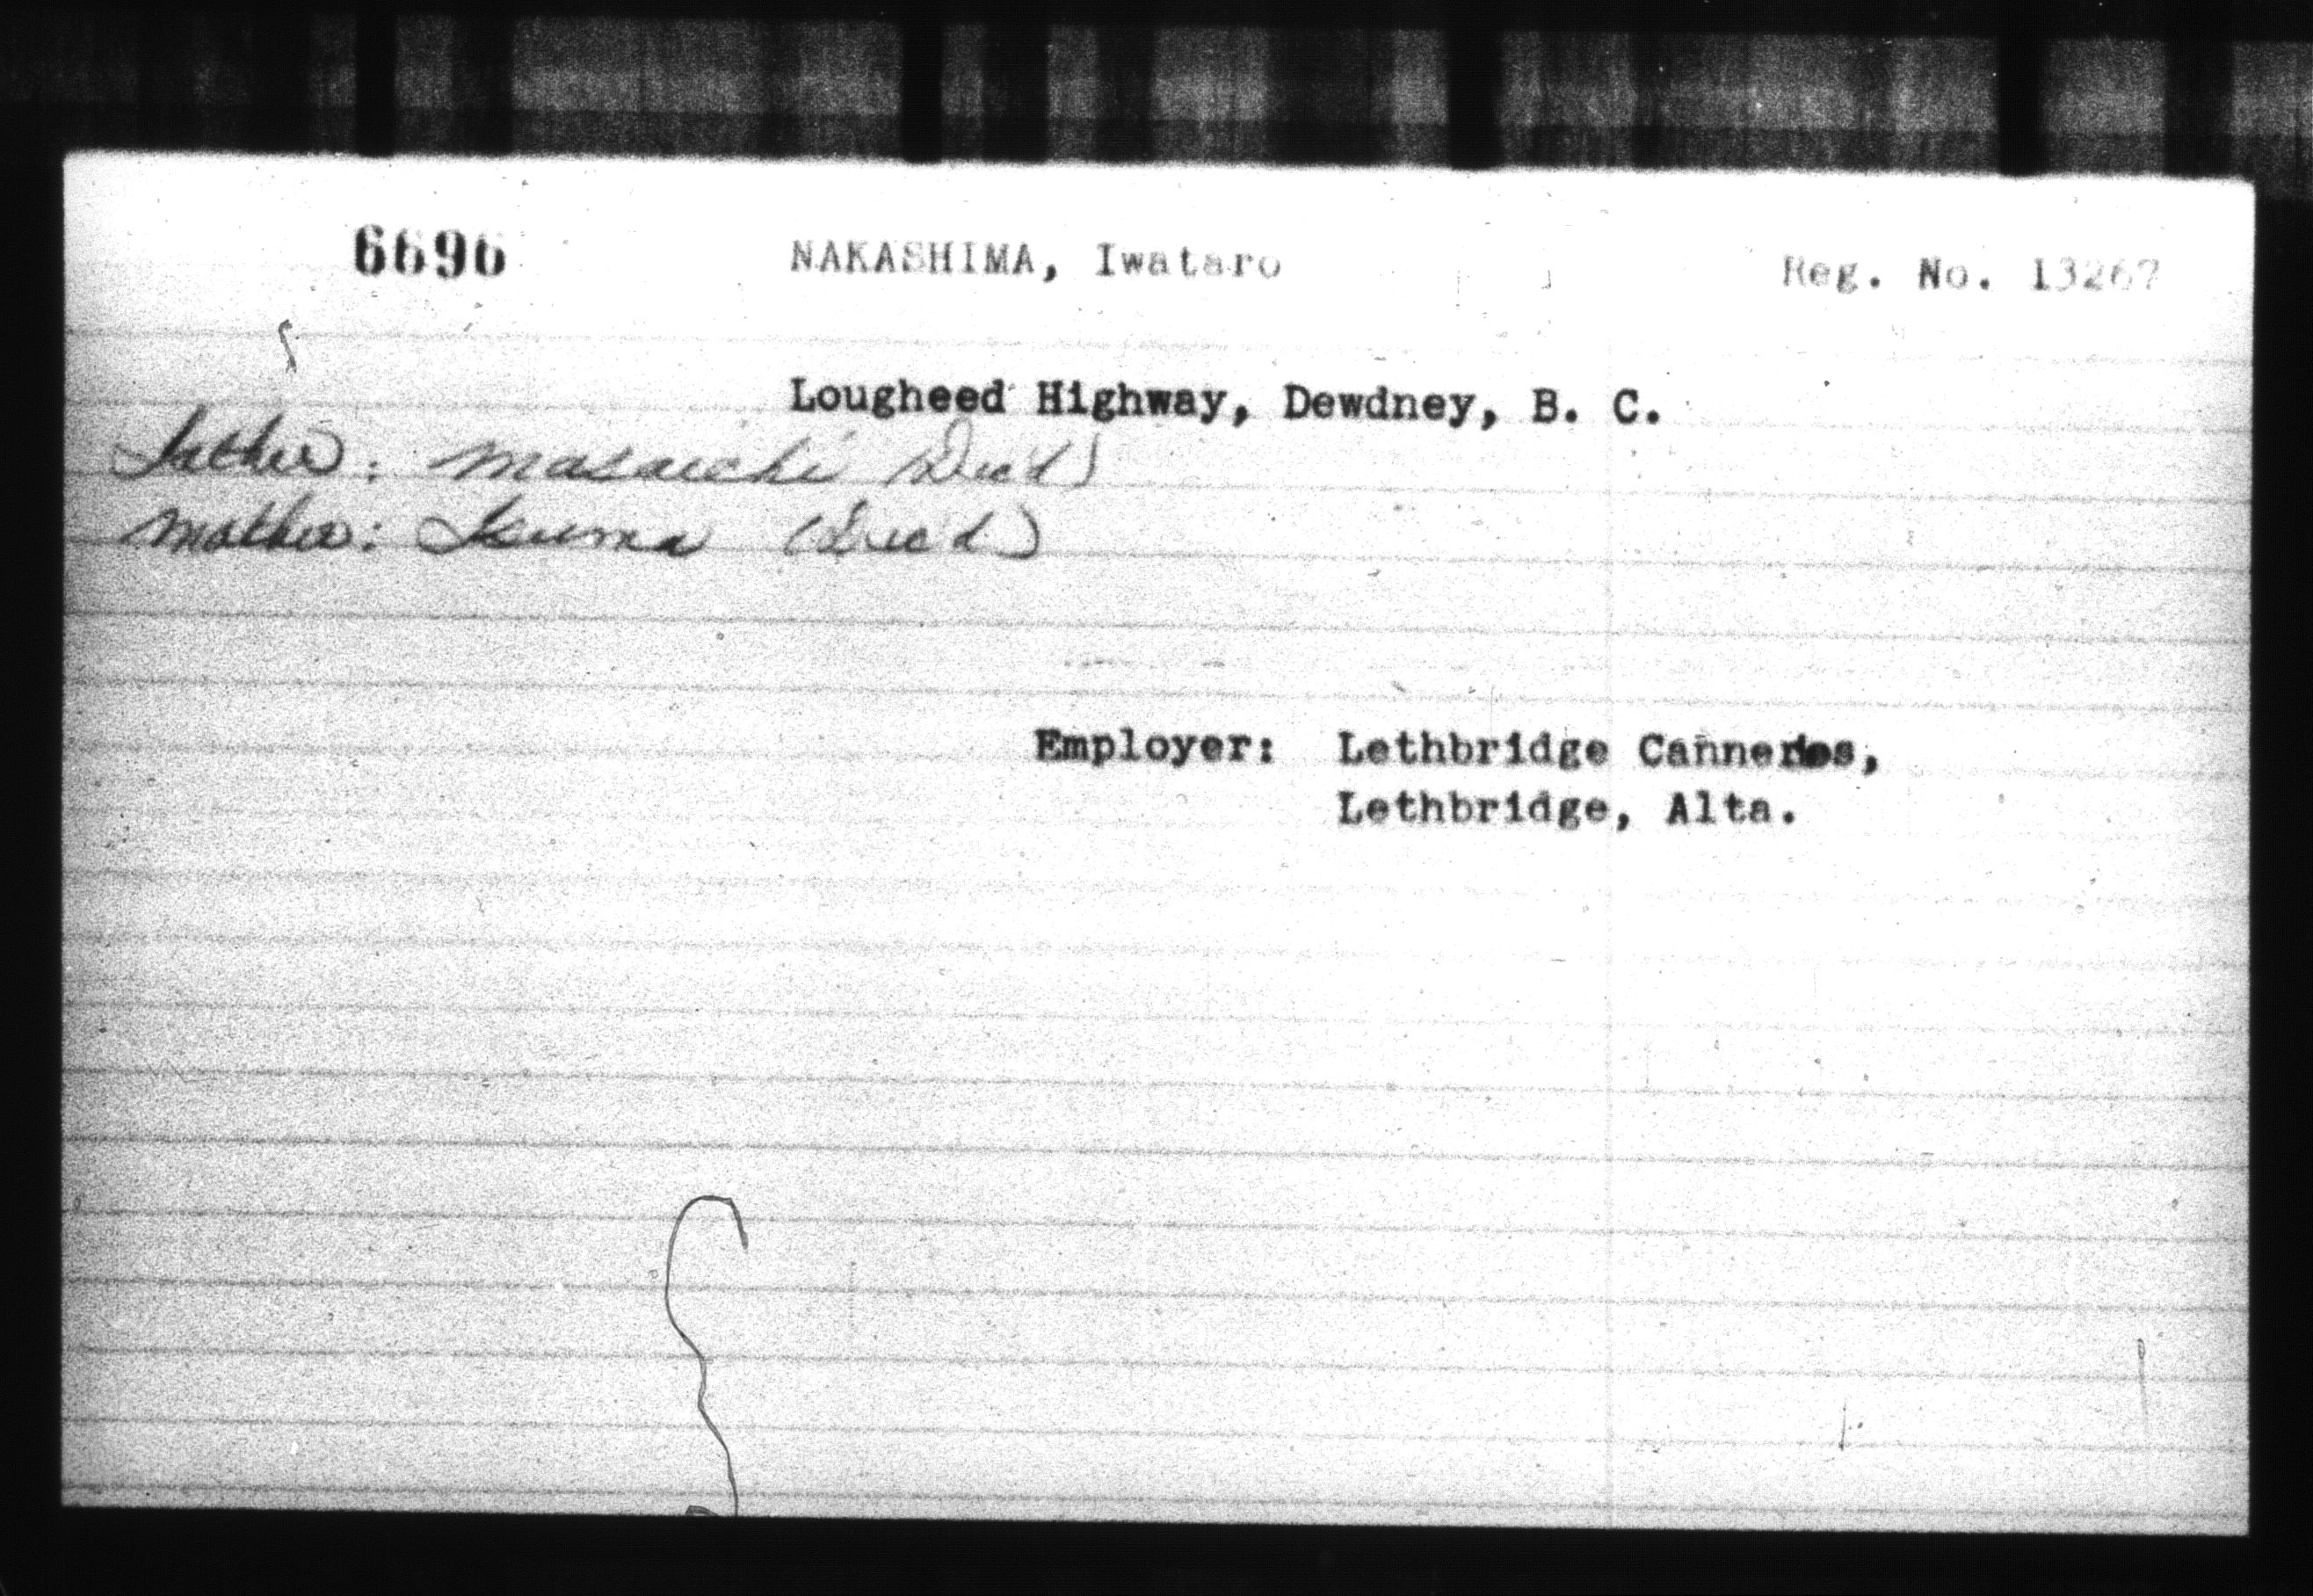 6696 NAKASHIMA, Iwataro Reg. No. 13267
Lougheed Highway, Dewdney, B. C.
Father: Masaichi (Dec'd)
Mother: (Dec'd)
Employer: Lethbridge Canneries,
Lethbridge, Alta.